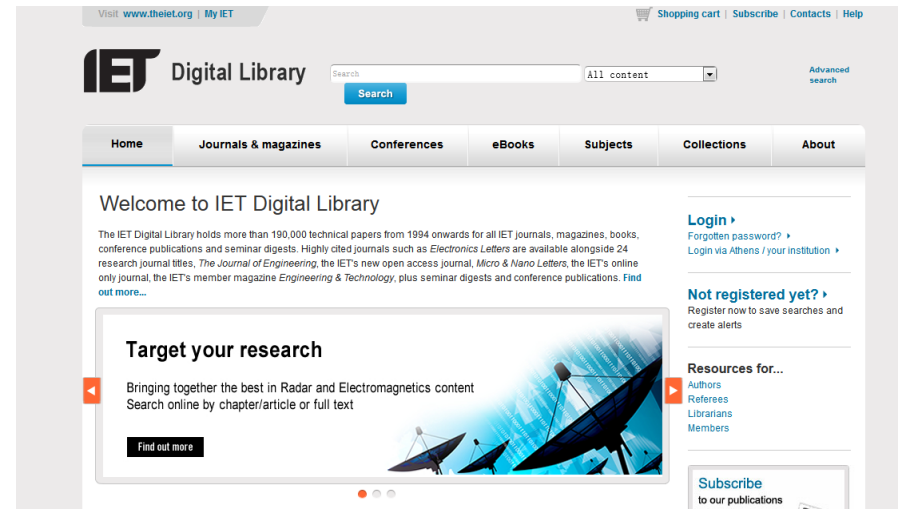 Visit www.theiet.org | My IET
Shopping cart | Subscribe | Contacts | Help
IET Digital Library
Search
All content
Advanced search
Search
Home
Journals & magazines
Conferences
eBooks
Subjects
Collections
About
Welcome to IET Digital Library
The IET Digital Library holds more than 190,000 technical papers from 1994 onwards for all IET journals, magazines, books,
conference publications and seminar digests. Highly cited journals such as Electronics Letters are available alongside 24
research journal titles, The Journal of Engineering, the IET's new open access journal, Micro & Nano Letters, the IET's online
only journal, the IET's member magazine Engineering & Technology, plus seminar digests and conference publications. Find
out more...
Target your research
Bringing together the best in Radar and Electromagnetics content
Search online by chapter/article or full text
Find out more
Login
Forgotten password?
Login via Athens / your institution
Not registered yet?
Register now to save searches and
create alerts
Resources for...
Authors
Referees
Librarians
Members
Subscribe
to our publications